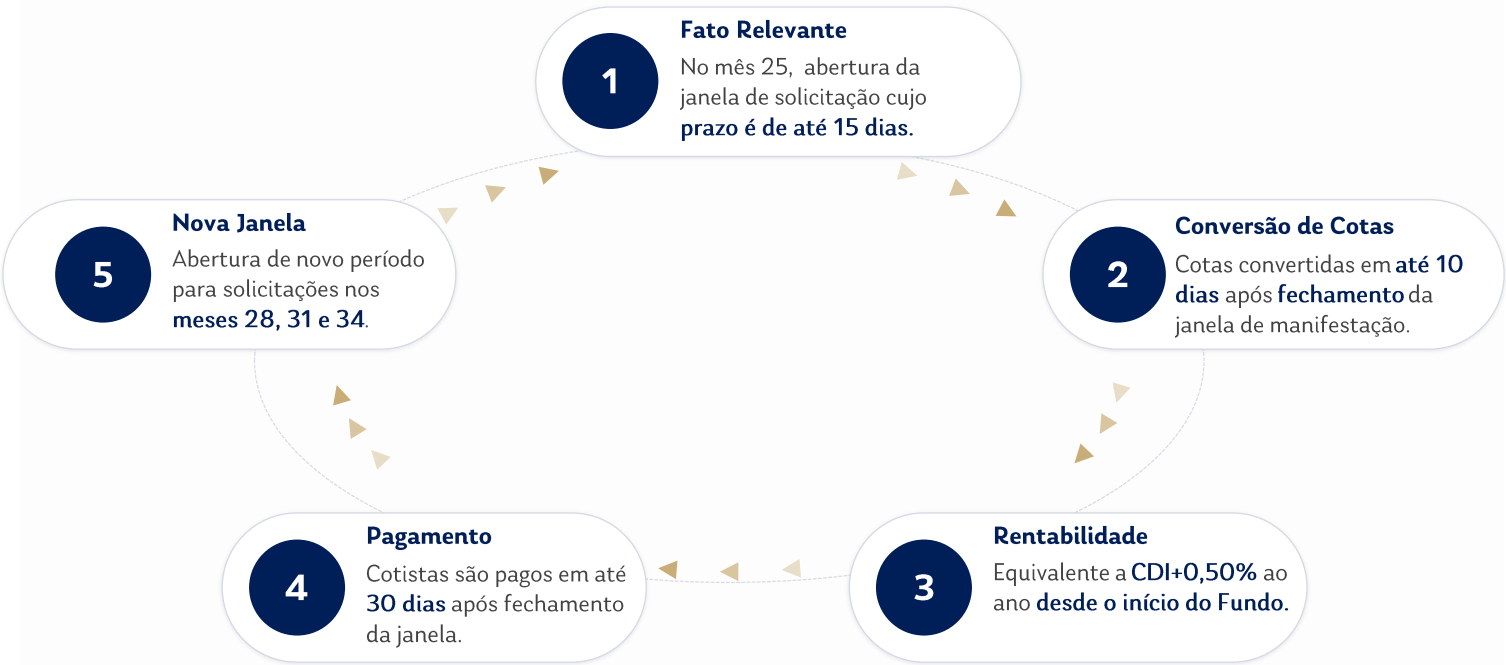 1
Fato Relevante
No mês 25, abertura da
janela de solicitação cujo
prazo é de até 15 dias.
2
Conversão de Cotas
Cotas convertidas em até 10
dias após fechamento da
janela de manifestação.
3
Rentabilidade
Equivalente a CDI+0,50% ao
ano desde o início do Fundo.
4
Pagamento
Cotistas são pagos em até
30 dias após fechamento
da janela.
5
Nova Janela
Abertura de novo período
para solicitações nos
meses 28, 31 e 34.